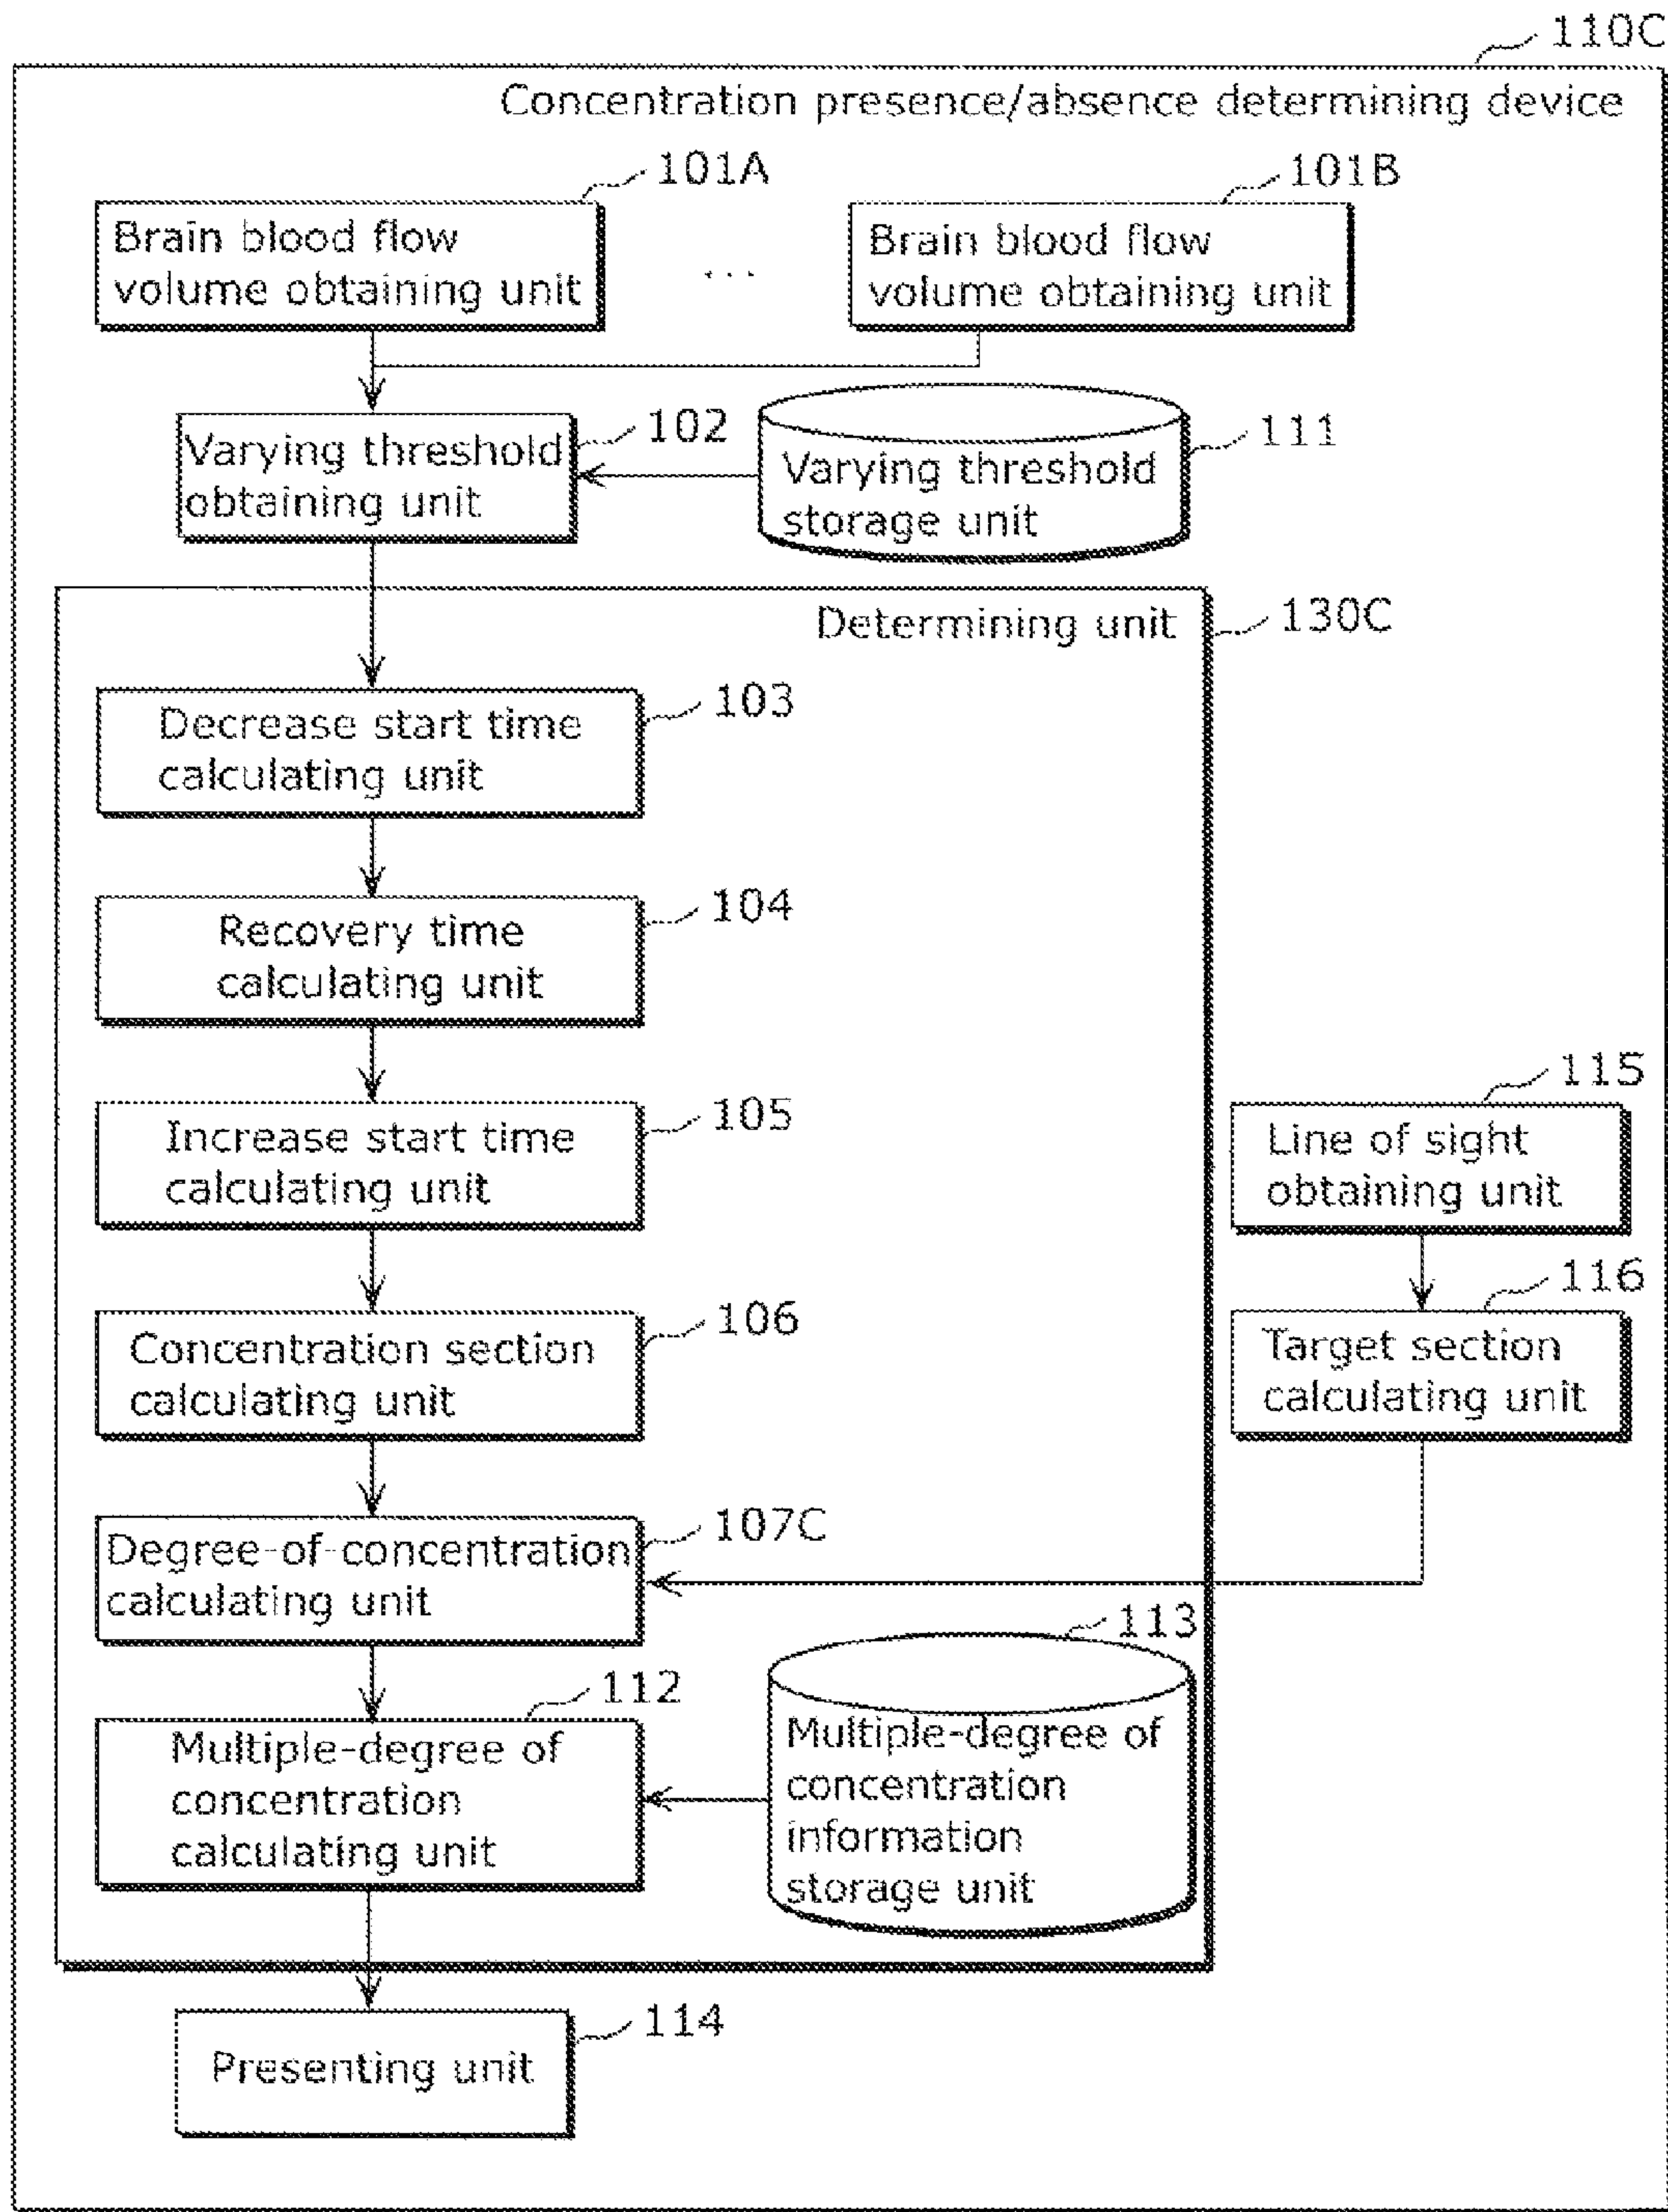 110C
Concentration presence/absence determining device
101A
101B
Brain blood flow
volume obtaining unit
...
Brain blood flow
volume obtaining unit
102
Varying threshold
obtaining unit
111
Varying threshold
storage unit
Determining unit
130C
103
Decrease start time
calculating unit
104
Recovery time
calculating unit
105
Increase start time
calculating unit
115
Line of sight
obtaining unit
106
Concentration section
calculating unit
116
Target section
calculating unit
107C
Degree-of-concentration
calculating unit
113
112
Multiple-degree of
concentration
calculating unit
Multiple-degree of
concentration
information
storage unit
114
Presenting unit